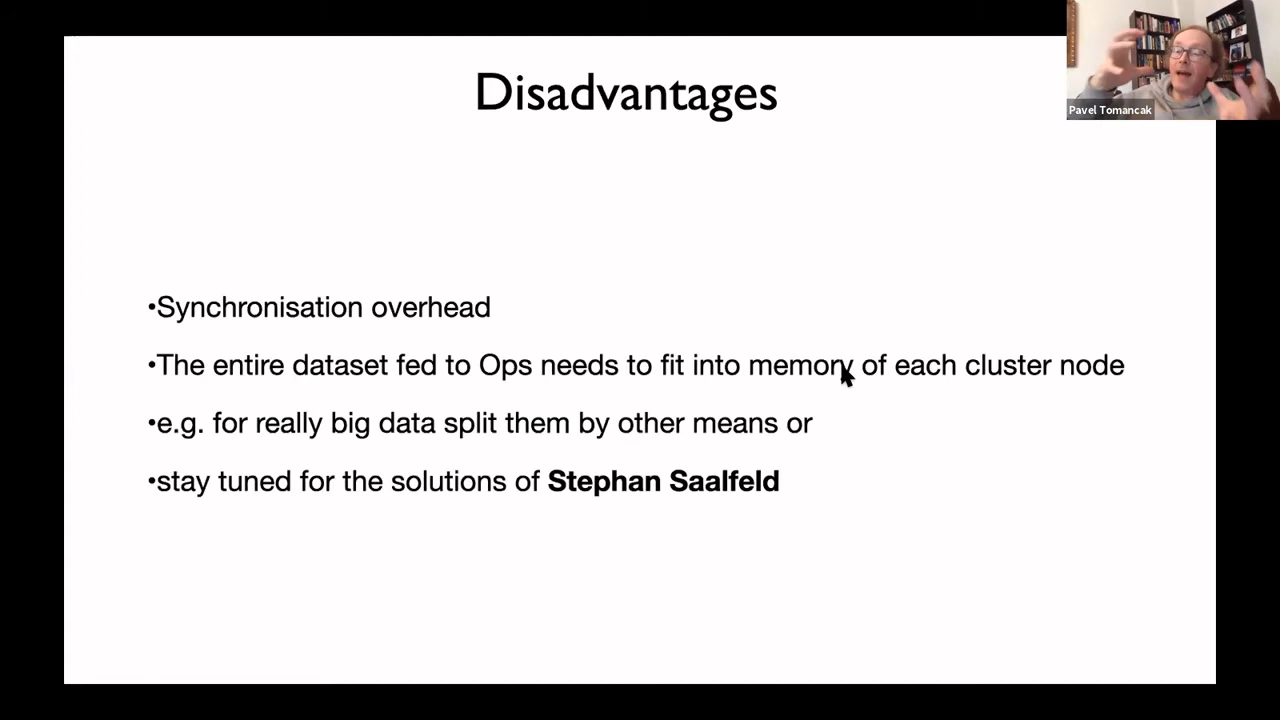 Disadvantages
Pavel Tomancak
•Synchronisation overhead
•The entire dataset fed to Ops needs to fit into memory of each cluster node
•e.g. for really big data split them by other means or
•stay tuned for the solutions of Stephan Saalfeld